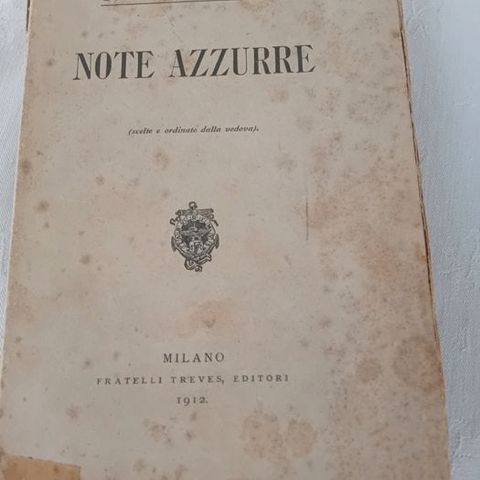 NOTE AZZURRE
(scelte e ordinate dalla vedova).
MILANO
FRATELLI TREVES, EDITORI
1912.